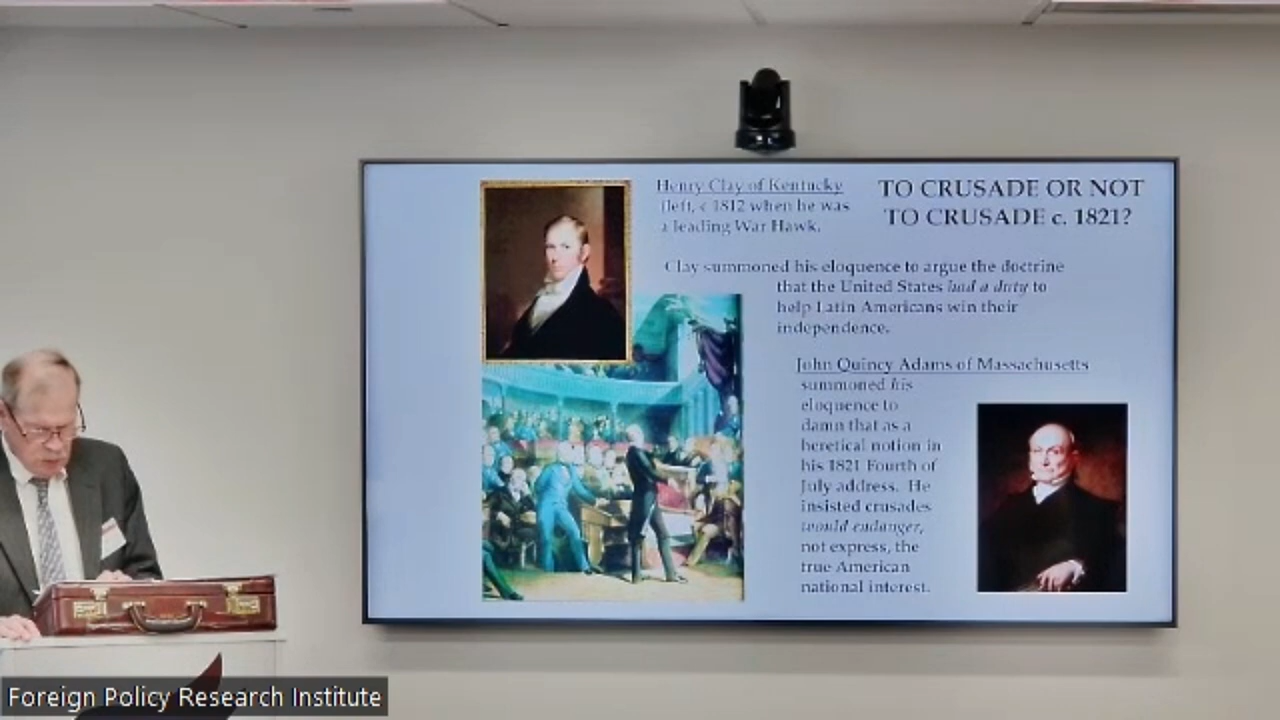 Henry Clay of Kentucky
(left, c 1812 when he was
a leading War Hawk.
TO CRUSADE OR NOT
TO CRUSADE c. 1821?
Clay summoned his eloquence to argue the doctrine
that the United States had a duty to
help Latin Americans win their
independence.
John Quincy Adams of Massachusetts
summoned his
eloquence to
damn that as a
heretical notion in
his 1821 Fourth of
July address. He
insisted crusades
would endanger,
not express, the
true American
national interest.
Foreign Policy Research Institute